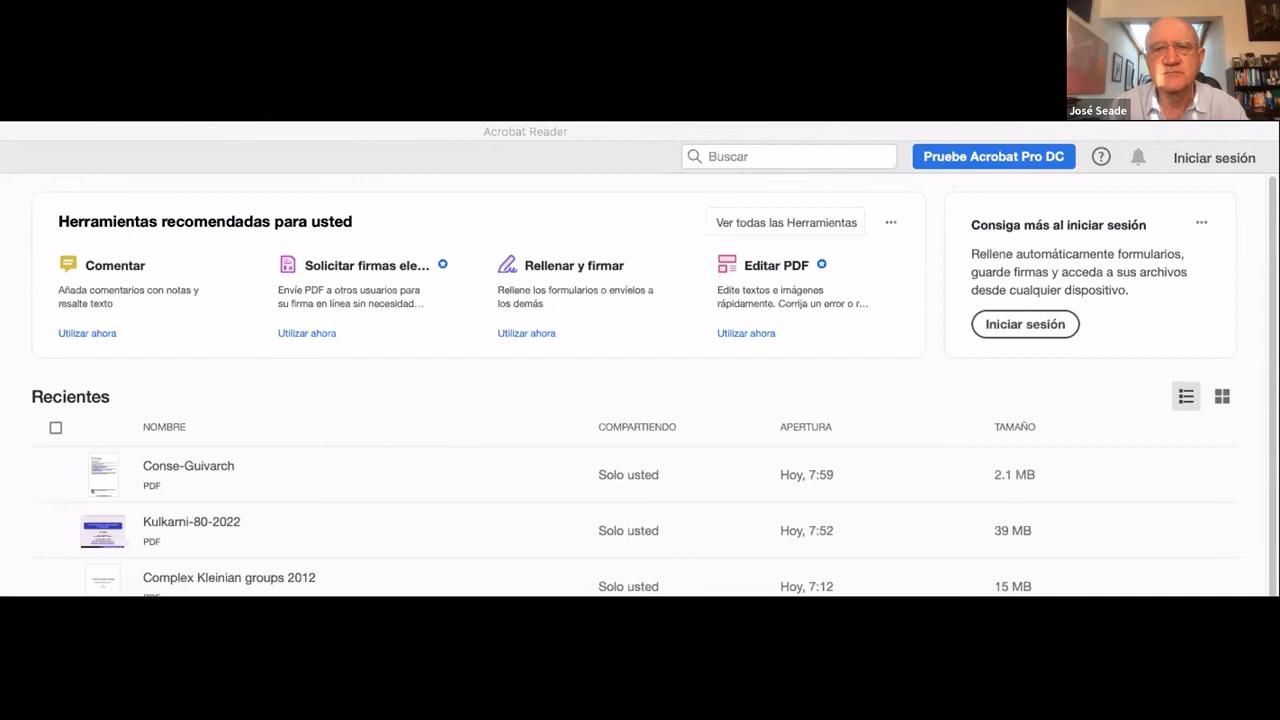 José Seade
Acrobat Reader
Buscar
Pruebe Acrobat Pro DC
Iniciar sesión
Herramientas recomendadas para usted
Ver todas las Herramientas
Comentar
Añada comentarios con notas y
resalte texto
Utilizar ahora
Solicitar firmas ele...
Envíe PDF a otros usuarios para
su firma en línea sin necesidad...
Utilizar ahora
Rellenar y firmar
Rellene los formularios o envíelos a
los demás
Utilizar ahora
Editar PDF
Edite textos e imágenes
rápidamente. Corrija un error o r...
Utilizar ahora
Consiga más al iniciar sesión
Rellene automáticamente formularios,
guarde firmas y acceda a sus archivos
desde cualquier dispositivo.
Iniciar sesión
Recientes
NOMBRE COMPARTIENDO APERTURA TAMAÑO
Conse-Guivarch
PDF
Solo usted Hoy, 7:59 2.1 MB
Kulkarni-80-2022
PDF
Solo usted Hoy, 7:52 39 MB
Complex Kleinian groups 2012
PDF
Solo usted Hoy, 7:12 15 MB